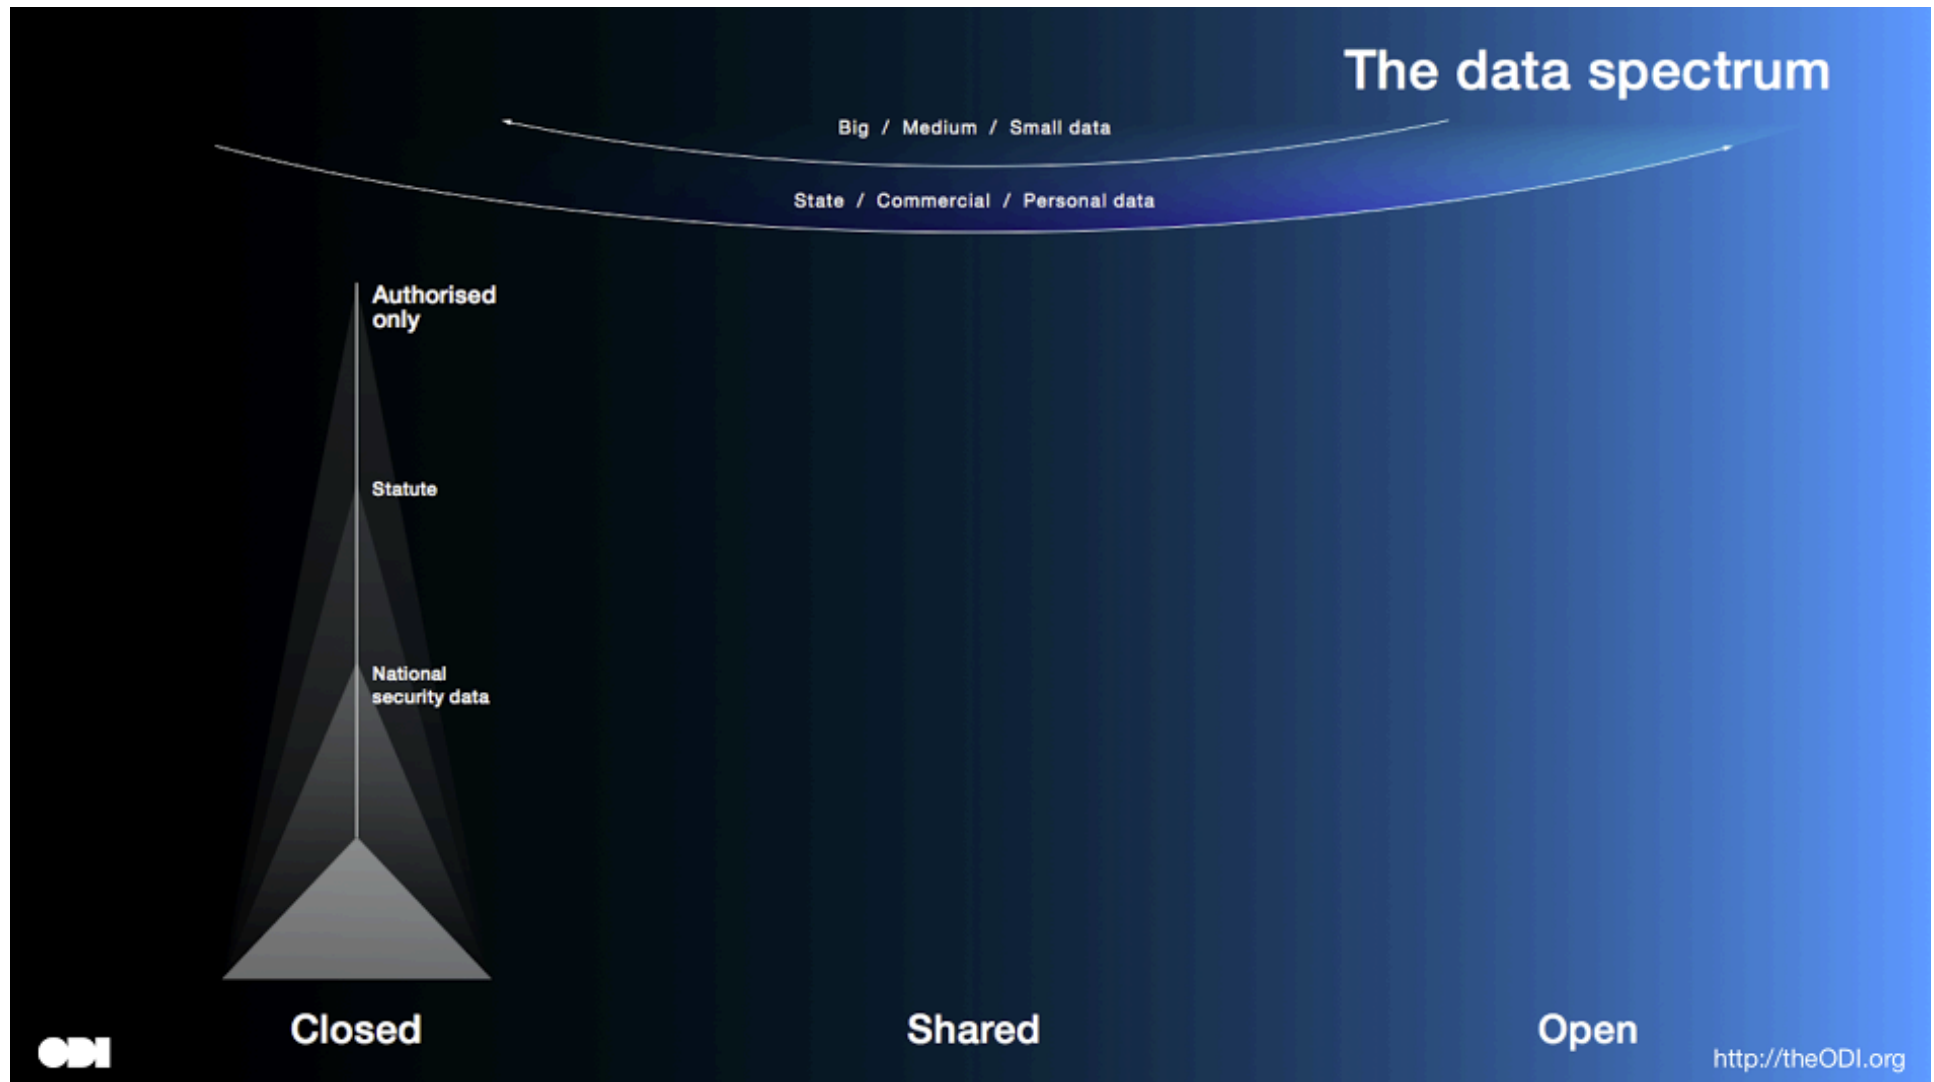 The data spectrum
Big / Medium / Small data
State / Commercial / Personal data
Authorised
only
Statute
National
security data
Closed
Shared
Open
ODI
http://theODI.org